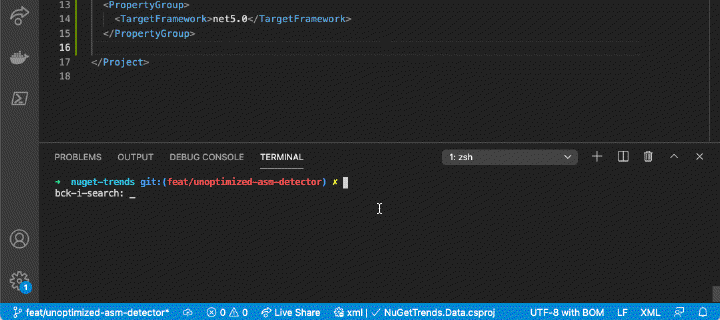 13 <PropertyGroup>
14 <TargetFramework>net5.0</TargetFramework>
15 </PropertyGroup>
16
17 </Project>
18
PROBLEMS OUTPUT DEBUG CONSOLE TERMINAL 1: zsh
➜ nuget-trends git:(feat/unoptimized-asm-detector) ✗
bck-i-search: _
1
feat/unoptimized-asm-detector* 0 0 Live Share xml | ✓ NuGetTrends.Data.csproj UTF-8 with BOM LF XML